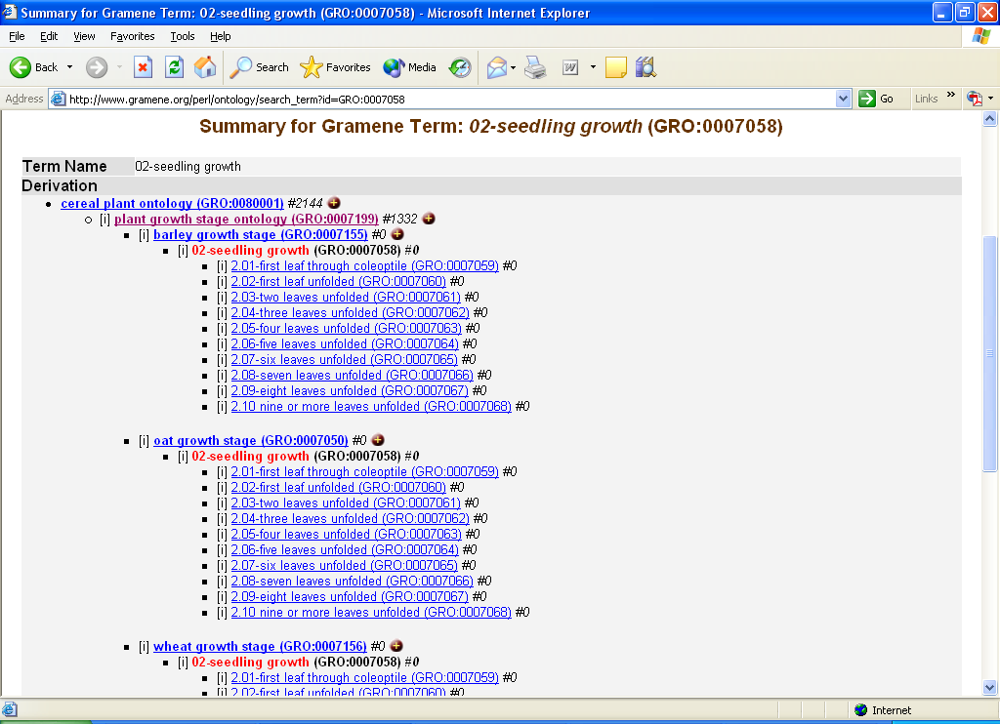 Summary for Gramene Term: 02-seedling growth (GRO:0007058) - Microsoft Internet Explorer
File Edit View Favorites Tools Help
Back Search Favorites Media W
Address http://www.gramene.org/perl/ontology/search_term?id=GRO:0007058 Go Links »
Summary for Gramene Term: 02-seedling growth (GRO:0007058)
Term Name 02-seedling growth
Derivation
cereal plant ontology (GRO:0080001) #2144
[i] plant growth stage ontology (GRO:0007199) #1332
[i] barley growth stage (GRO:0007155) #0
[i] 02-seedling growth (GRO:0007058) #0
[i] 2.01-first leaf through coleoptile (GRO:0007059) #0
[i] 2.02-first leaf unfolded (GRO:0007060) #0
[i] 2.03-two leaves unfolded (GRO:0007061) #0
[i] 2.04-three leaves unfolded (GRO:0007062) #0
[i] 2.05-four leaves unfolded (GRO:0007063) #0
[i] 2.06-five leaves unfolded (GRO:0007064) #0
[i] 2.07-six leaves unfolded (GRO:0007065) #0
[i] 2.08-seven leaves unfolded (GRO:0007066) #0
[i] 2.09-eight leaves unfolded (GRO:0007067) #0
[i] 2.10 nine or more leaves unfolded (GRO:0007068) #0
[i] oat growth stage (GRO:0007050) #0
[i] 02-seedling growth (GRO:0007058) #0
[i] 2.01-first leaf through coleoptile (GRO:0007059) #0
[i] 2.02-first leaf unfolded (GRO:0007060) #0
[i] 2.03-two leaves unfolded (GRO:0007061) #0
[i] 2.04-three leaves unfolded (GRO:0007062) #0
[i] 2.05-four leaves unfolded (GRO:0007063) #0
[i] 2.06-five leaves unfolded (GRO:0007064) #0
[i] 2.07-six leaves unfolded (GRO:0007065) #0
[i] 2.08-seven leaves unfolded (GRO:0007066) #0
[i] 2.09-eight leaves unfolded (GRO:0007067) #0
[i] 2.10 nine or more leaves unfolded (GRO:0007068) #0
[i] wheat growth stage (GRO:0007156) #0
[i] 02-seedling growth (GRO:0007058) #0
[i] 2.01-first leaf through coleoptile (GRO:0007059) #0
[i] 2.02-first leaf unfolded (GRO:0007060) #0
Internet